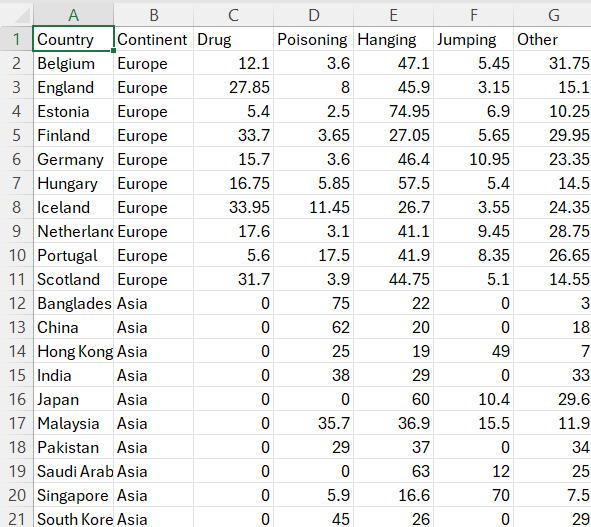 A B C D E F G
1 Country Continent Drug Poisoning Hanging Jumping Other
2 Belgium Europe 12.1 3.6 47.1 5.45 31.75
3 England Europe 27.85 8 45.9 3.15 15.1
4 Estonia Europe 5.4 2.5 74.95 6.9 10.25
5 Finland Europe 33.7 3.65 27.05 5.65 29.95
6 Germany Europe 15.7 3.6 46.4 10.95 23.35
7 Hungary Europe 16.75 5.85 57.5 5.4 14.5
8 Iceland Europe 33.95 11.45 26.7 3.55 24.35
9 Netherland Europe 17.6 3.1 41.1 9.45 28.75
10 Portugal Europe 5.6 17.5 41.9 8.35 26.65
11 Scotland Europe 31.7 3.9 44.75 5.1 14.55
12 Banglades Asia 0 75 22 0 3
13 China Asia 0 62 20 0 18
14 Hong Kong Asia 0 25 19 49 7
15 India Asia 0 38 29 0 33
16 Japan Asia 0 0 60 10.4 29.6
17 Malaysia Asia 0 35.7 36.9 15.5 11.9
18 Pakistan Asia 0 29 37 0 34
19 Saudi Arab Asia 0 0 63 12 25
20 Singapore Asia 0 5.9 16.6 70 7.5
21 South Kore Asia 0 45 26 0 29